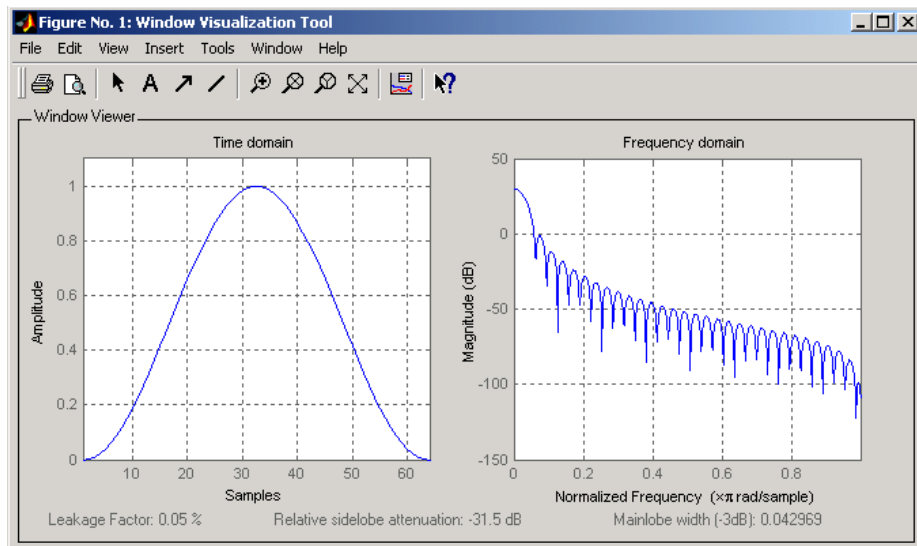 Figure No. 1: Window Visualization Tool
File Edit View Insert Tools Window Help
A
?
Window Viewer
Time domain
Frequency domain
1
0.8
0.6
0.4
0.2
0
Amplitude
10 20 30 40 50 60
Samples
50
0
-50
-100
-150
Magnitude (dB)
0 0.2 0.4 0.6 0.8
Normalized Frequency (×π rad/sample)
Leakage Factor: 0.05 % Relative sidelobe attenuation: -31.5 dB Mainlobe width (-3dB): 0.042969